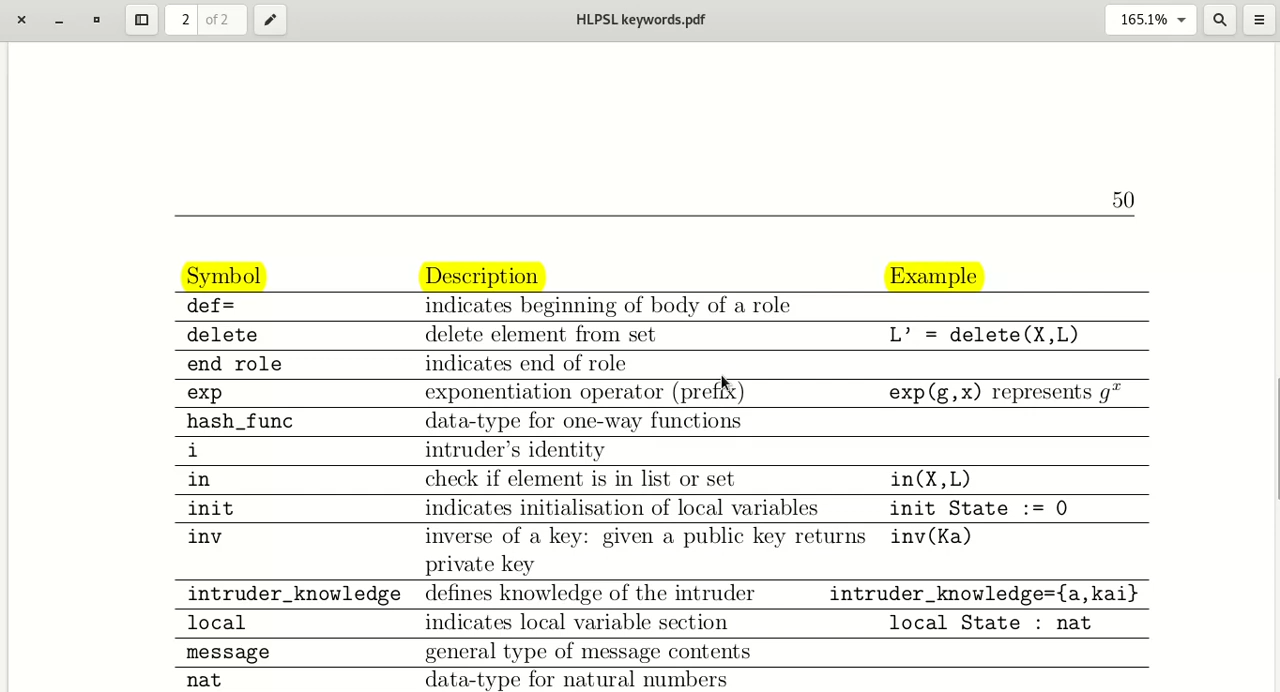 2 of 2 HLPSL keywords.pdf 165.1%
50
Symbol Description Example
def= indicates beginning of body of a role
delete delete element from set L’ = delete(X,L)
end role indicates end of role
exp exponentiation operator (prefix) exp(g,x) represents gˣ
hash_func data-type for one-way functions
i intruder's identity
in check if element is in list or set in(X,L)
init indicates initialisation of local variables init State := 0
inv inverse of a key: given a public key returns inv(Ka)
private key
intruder_knowledge defines knowledge of the intruder intruder_knowledge={a,kai}
local indicates local variable section local State : nat
message general type of message contents
nat data-type for natural numbers